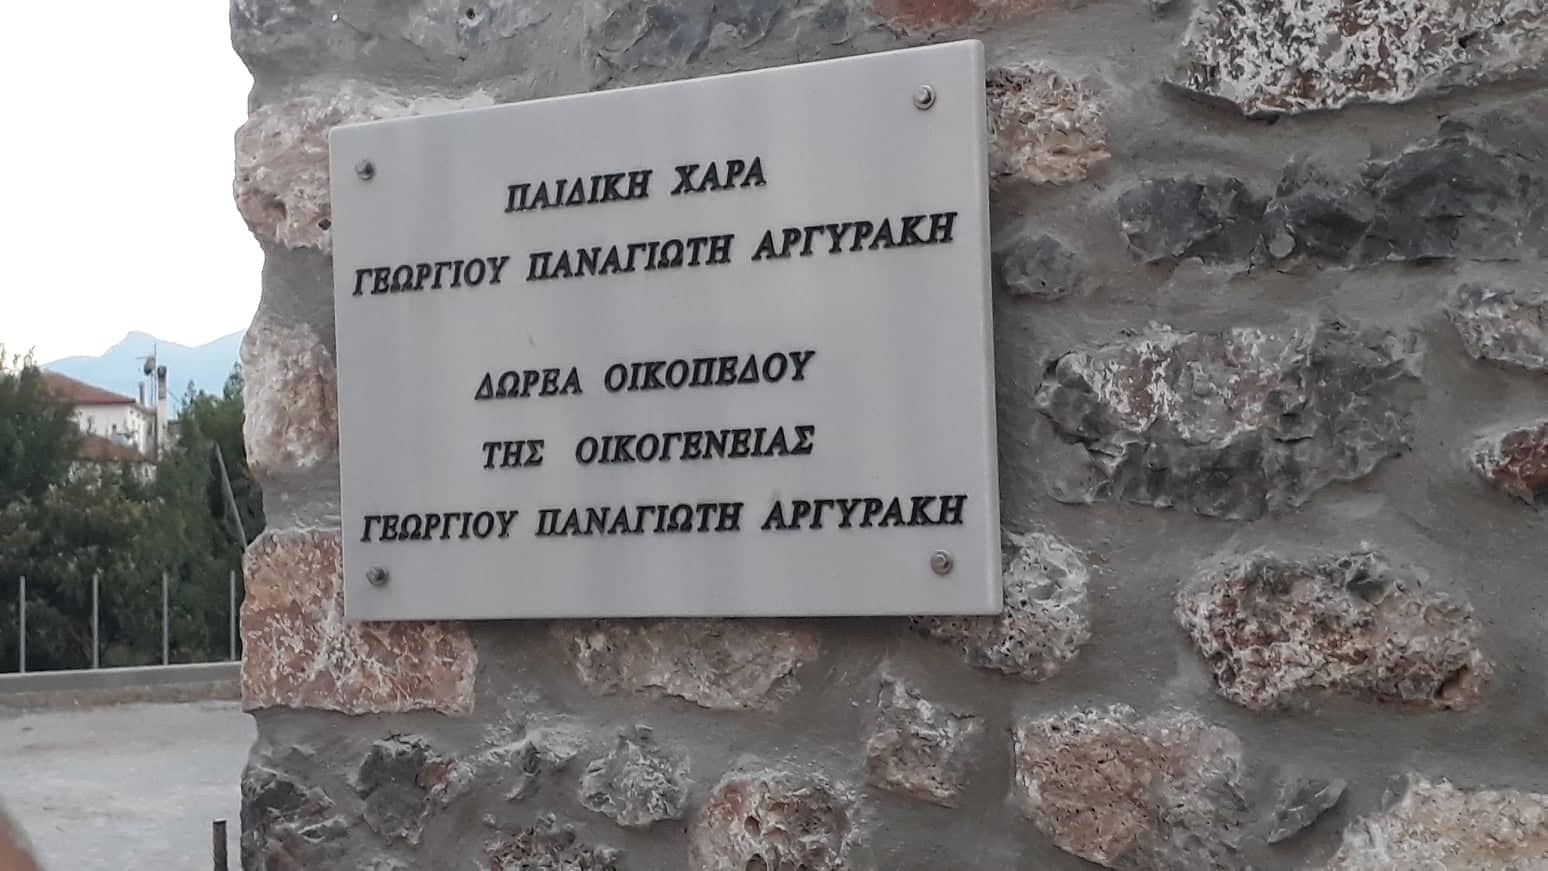 ΠΑΙΔΙΚΗ ΧΑΡΑ
ΓΕΩΡΓΙΟΥ ΠΑΝΑΓΙΩΤΗ ΑΡΓΥΡΑΚΗ
ΔΩΡΕΑ ΟΙΚΟΠΕΔΟΥ
ΤΗΣ ΟΙΚΟΓΕΝΕΙΑΣ
ΓΕΩΡΓΙΟΥ ΠΑΝΑΓΙΩΤΗ ΑΡΓΥΡΑΚΗ